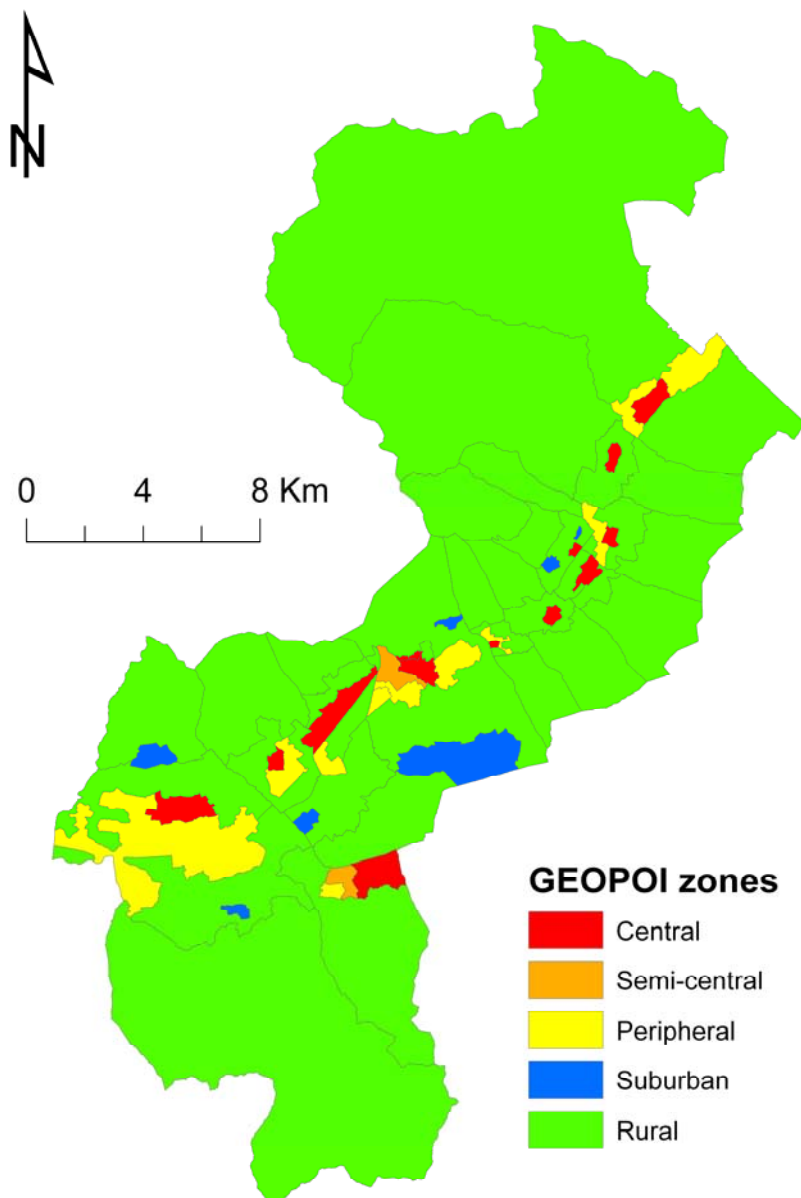 N
0 4 8 Km
GEOPOI zones
Central
Semi-central
Peripheral
Suburban
Rural